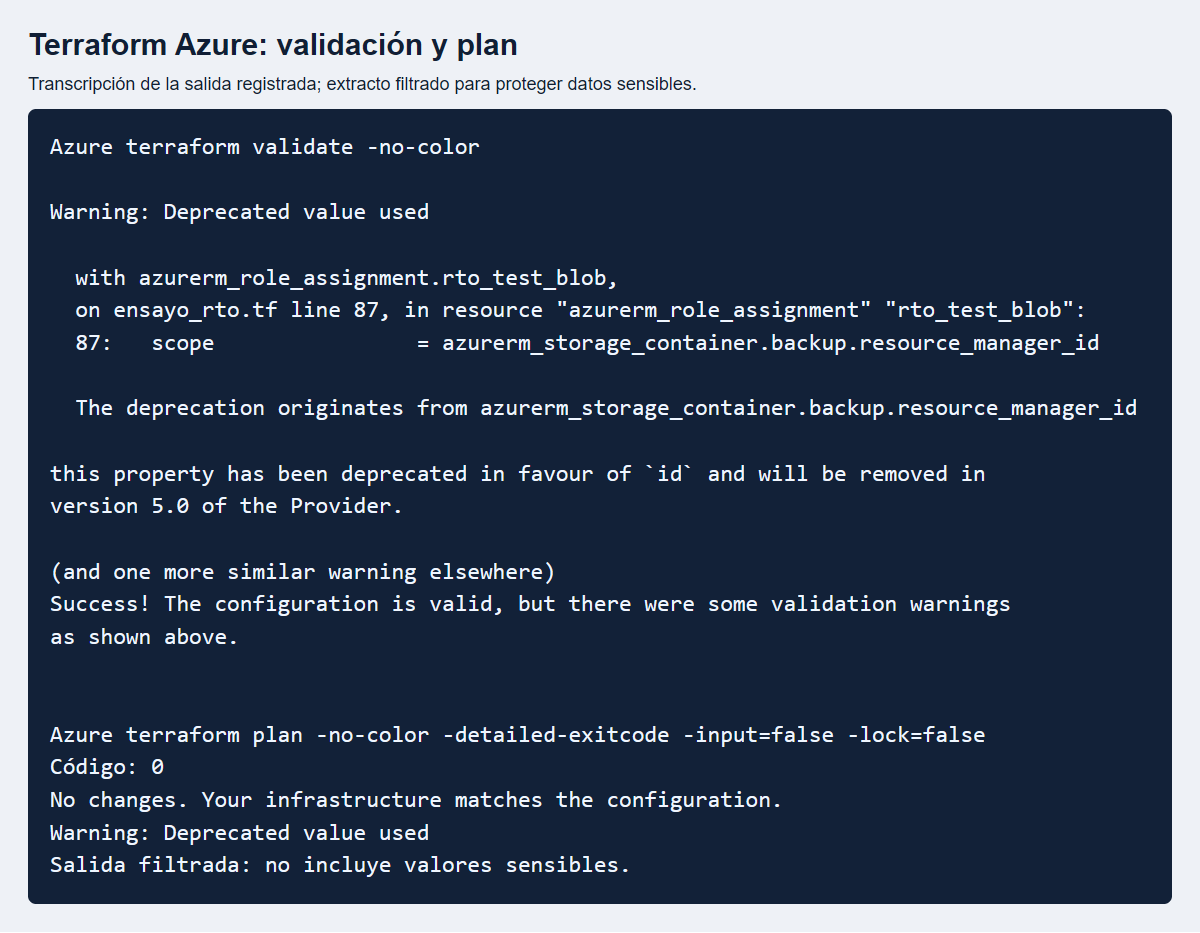 Terraform Azure: validación y plan
Transcripción de la salida registrada; extracto filtrado para proteger datos sensibles.
Azure terraform validate -no-color
Warning: Deprecated value used
with azurerm_role_assignment.rto_test_blob,
on ensayo_rto.tf line 87, in resource "azurerm_role_assignment" "rto_test_blob":
87:   scope                = azurerm_storage_container.backup.resource_manager_id
The deprecation originates from azurerm_storage_container.backup.resource_manager_id
this property has been deprecated in favour of `id` and will be removed in
version 5.0 of the Provider.
(and one more similar warning elsewhere)
Success! The configuration is valid, but there were some validation warnings
as shown above.
Azure terraform plan -no-color -detailed-exitcode -input=false -lock=false
Código: 0
No changes. Your infrastructure matches the configuration.
Warning: Deprecated value used
Salida filtrada: no incluye valores sensibles.